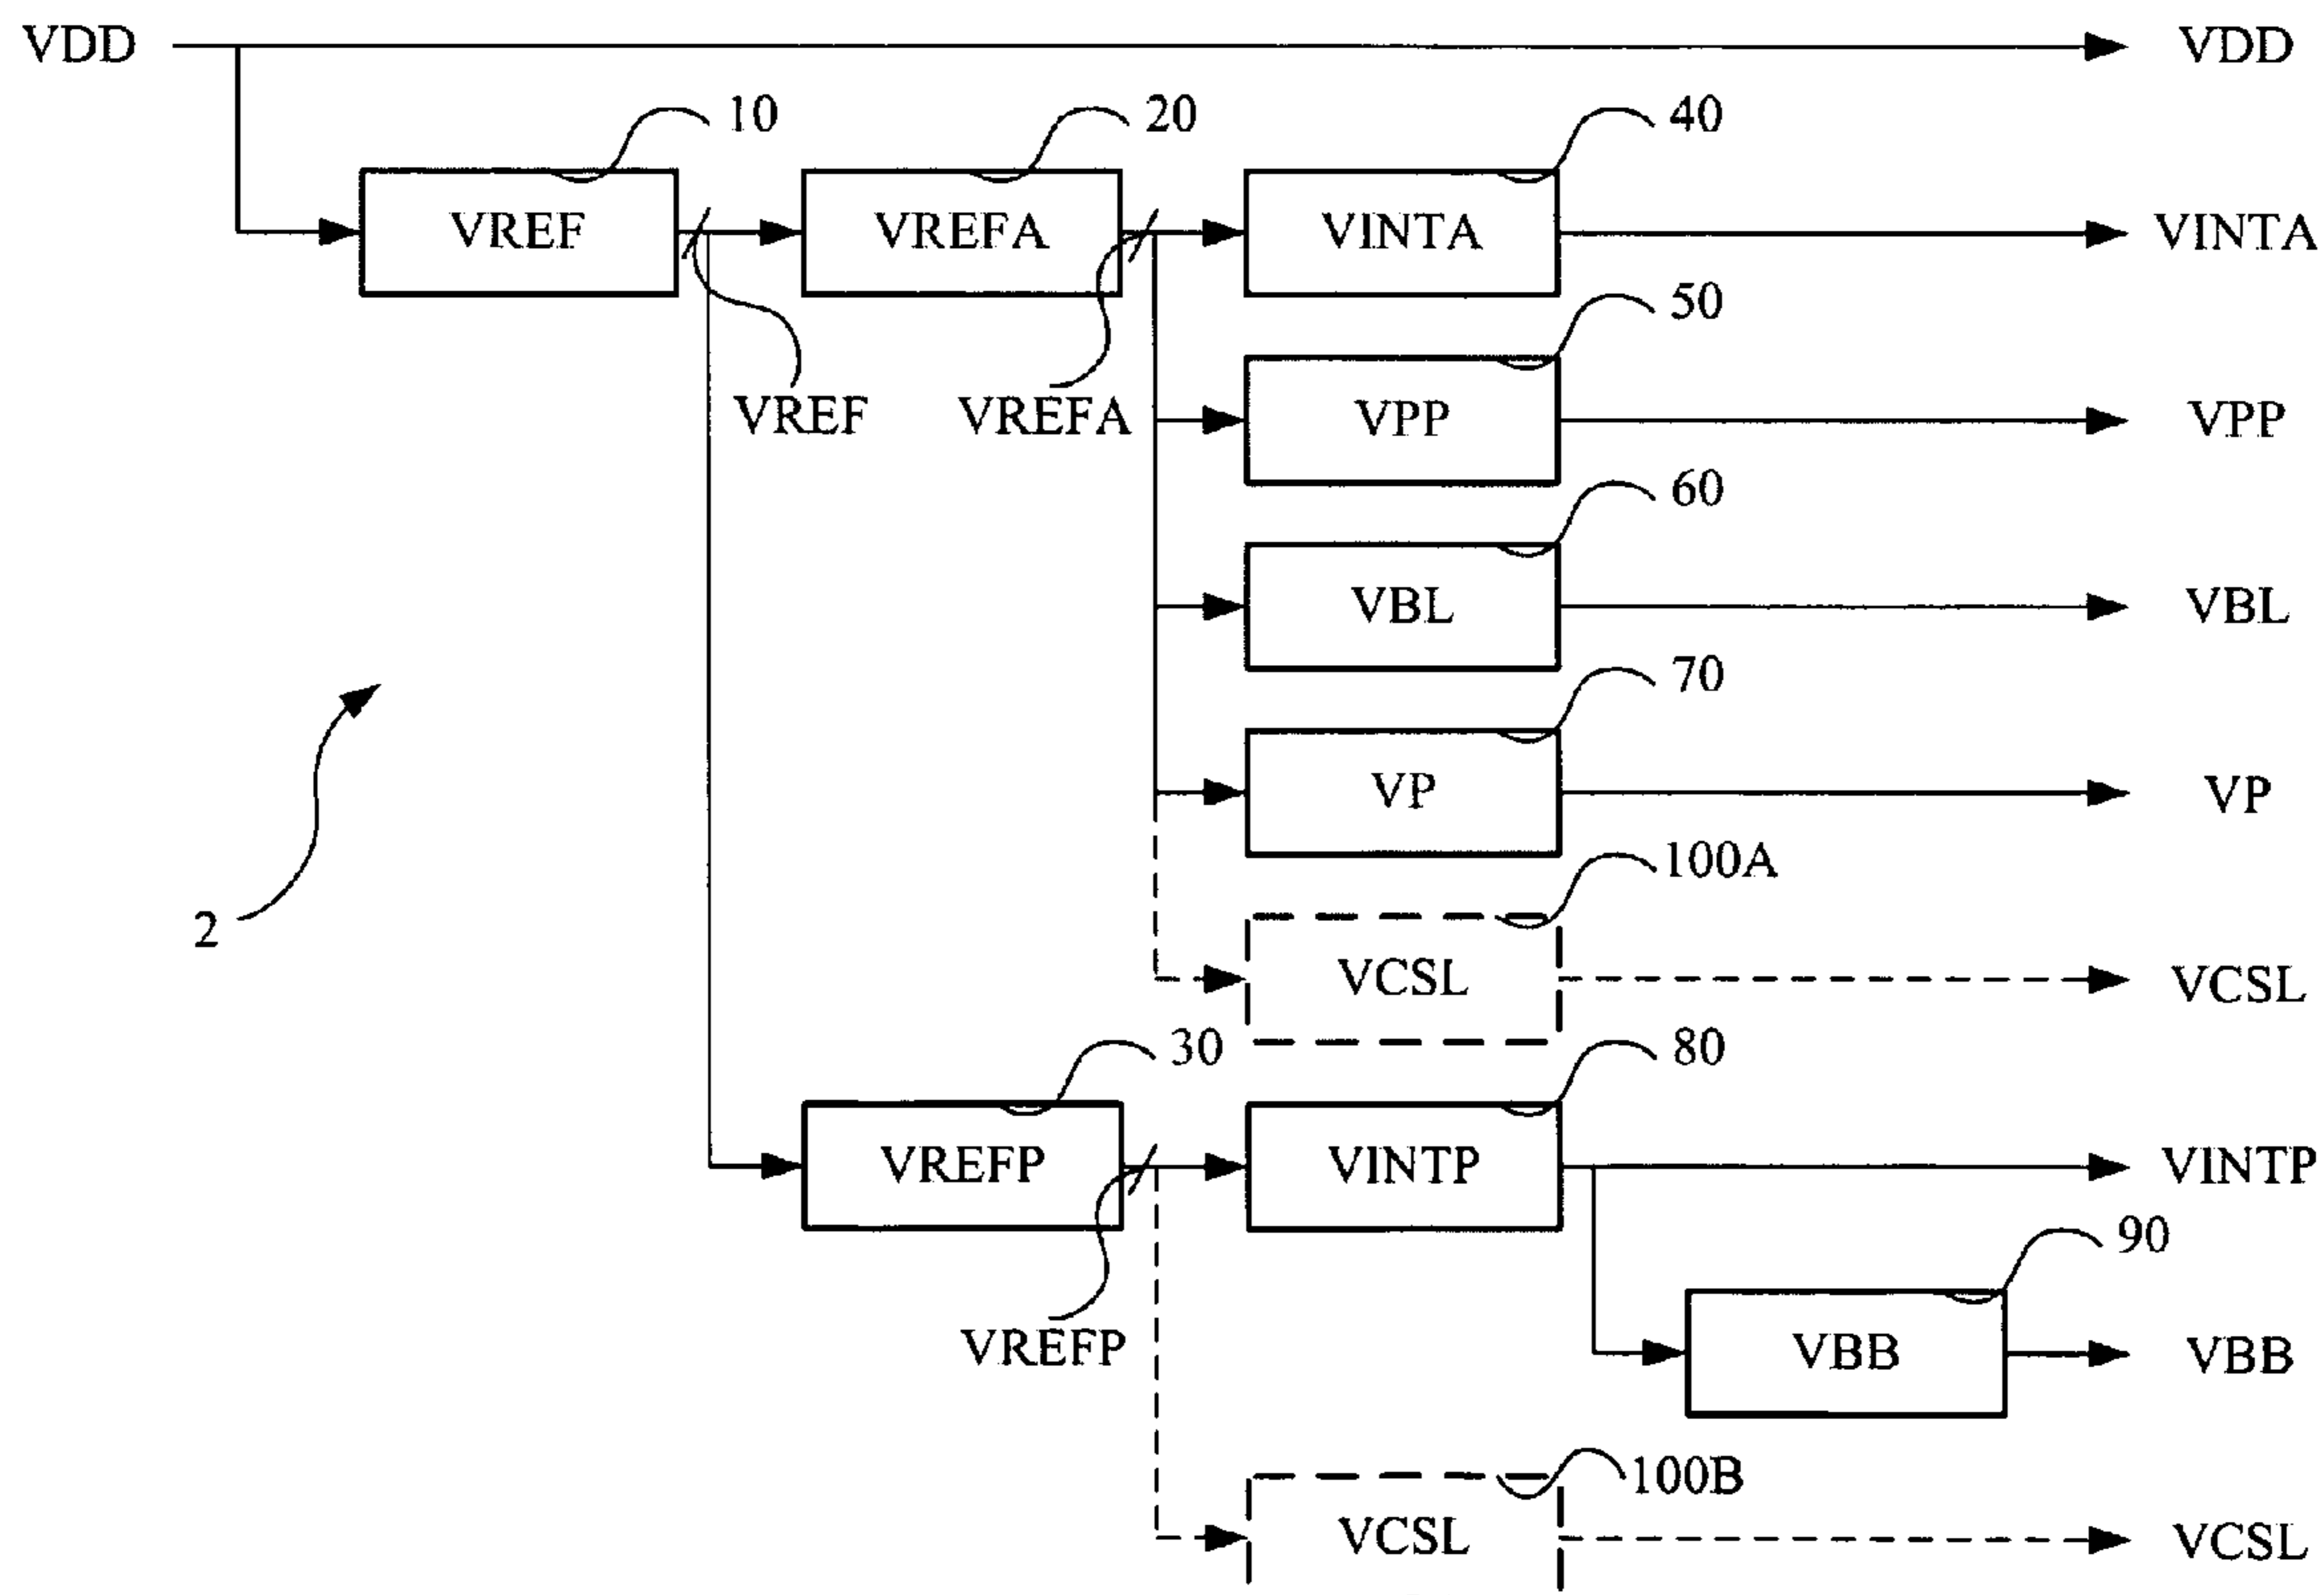 VDD VDD
10 20 40
VREF VREFA VINTA VINTA
50
VREF VREFA VPP VPP
60
VBL VBL
70
VP VP
100A
2 VCSL VCSL
30 80
VREFP VINTP VINTP
90
VREFP VBB VBB
100B
VCSL VCSL